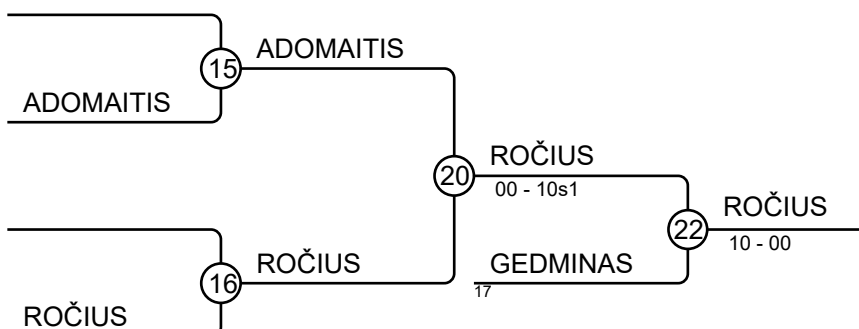 ADOMAITIS
15
ADOMAITIS
ROČIUS
20
00 - 10s1
ROČIUS
22
10 - 00
ROČIUS
16
GEDMINAS
17
ROČIUS